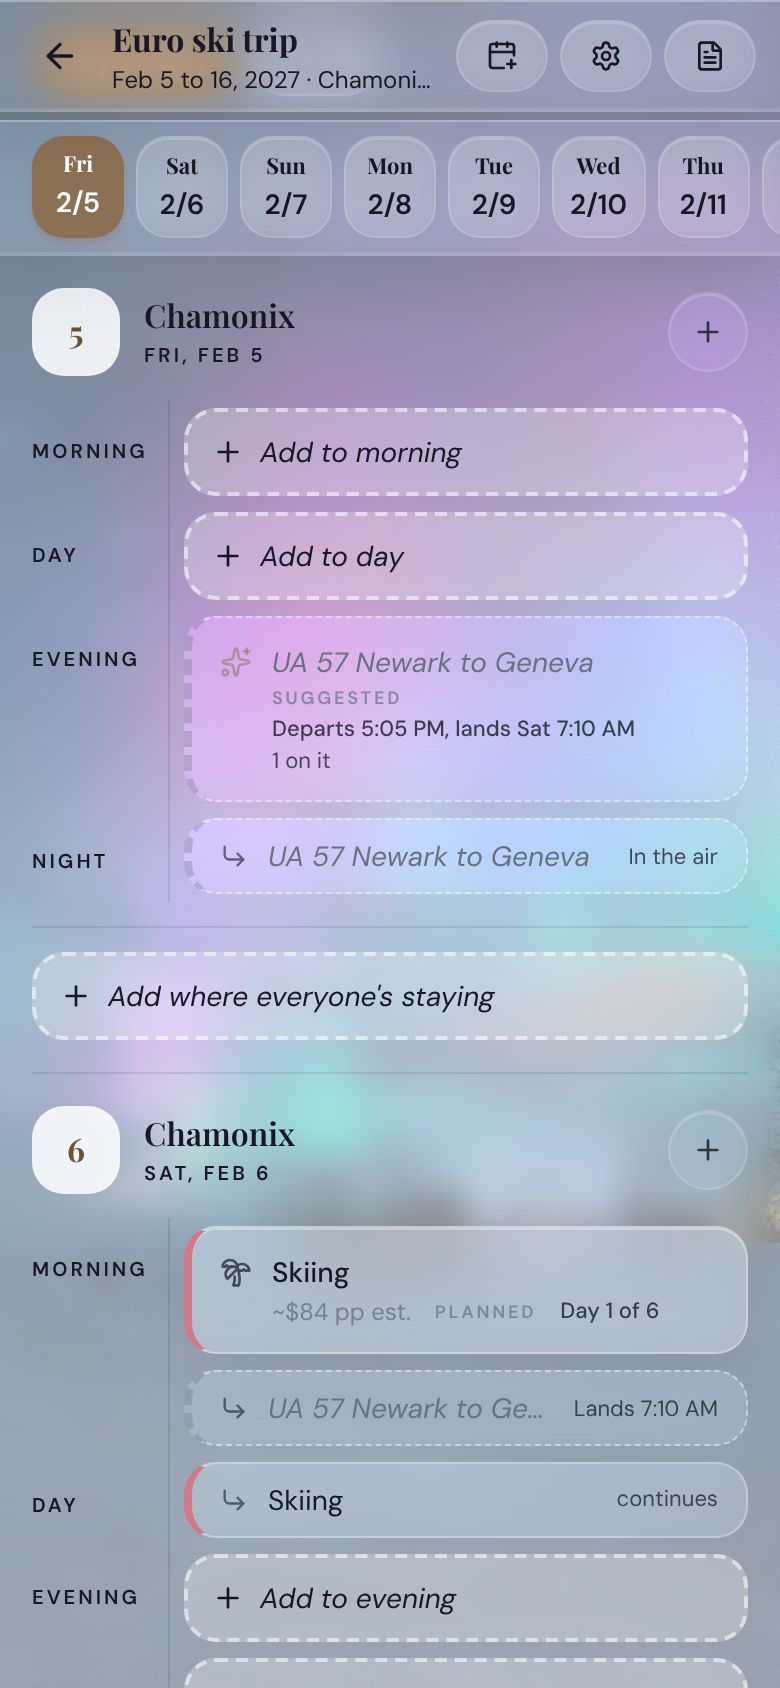 Euro ski trip
Feb 5 to 16, 2027 · Chamoni...
Fri
2/5
Sat
2/6
Sun
2/7
Mon
2/8
Tue
2/9
Wed
2/10
Thu
2/11
5
Chamonix
FRI, FEB 5
MORNING
Add to morning
DAY
Add to day
EVENING
UA 57 Newark to Geneva
SUGGESTED
Departs 5:05 PM, lands Sat 7:10 AM
1 on it
NIGHT
UA 57 Newark to Geneva In the air
Add where everyone's staying
6
Chamonix
SAT, FEB 6
MORNING
Skiing
~$84 pp est. PLANNED Day 1 of 6
UA 57 Newark to Ge... Lands 7:10 AM
DAY
Skiing continues
EVENING
Add to evening